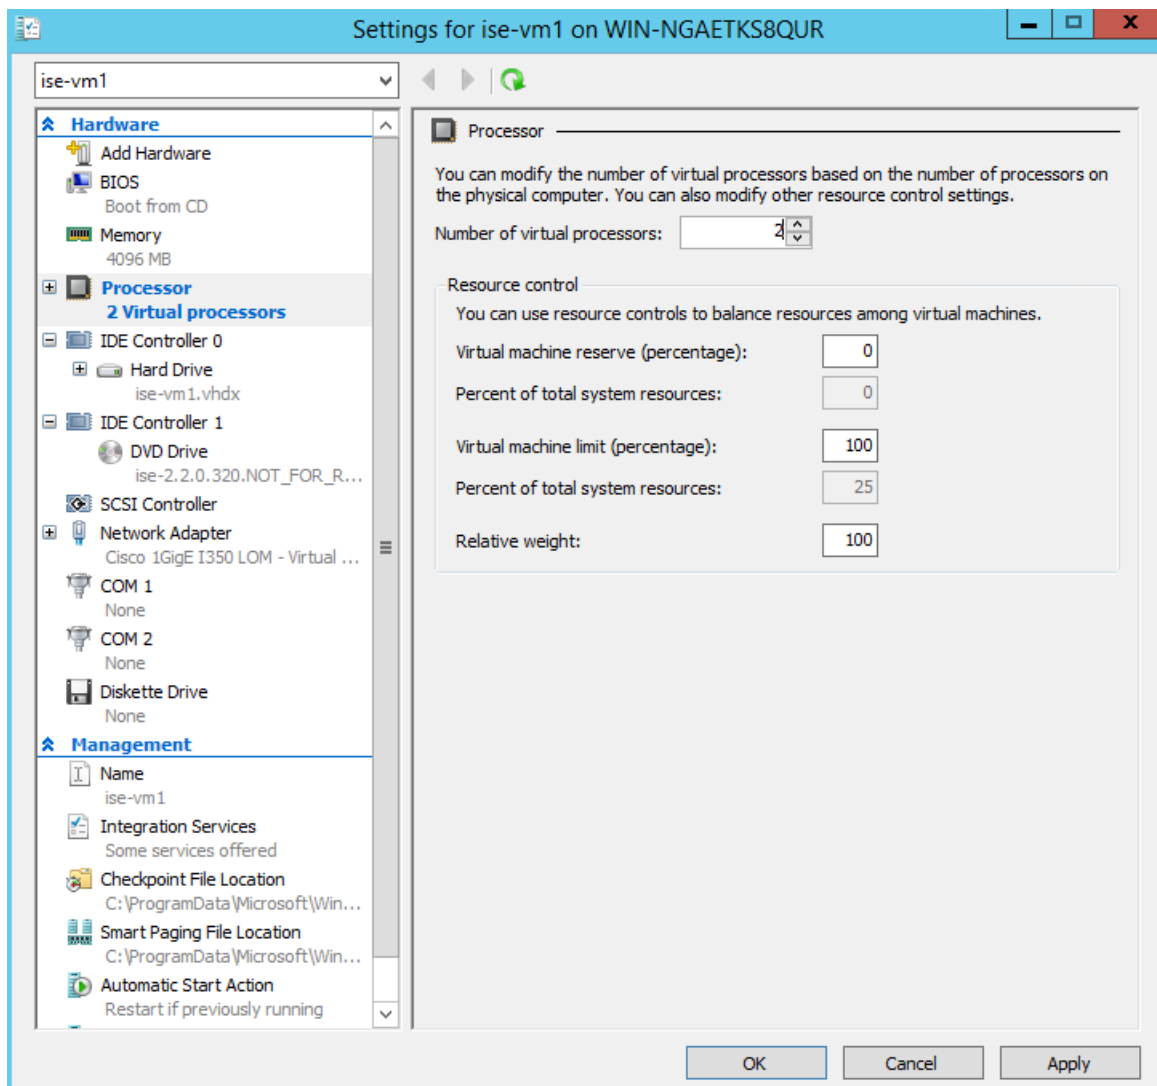 Settings for ise-vm1 on WIN-NGAETKS8QUR
X
ise-vm1
Hardware
Add Hardware
BIOS
Boot from CD
Memory
4096 MB
Processor
2 Virtual processors
IDE Controller 0
Hard Drive
ise-vm1.vhdx
IDE Controller 1
DVD Drive
ise-2.2.0.320.NOT_FOR_R...
SCSI Controller
Network Adapter
Cisco 1GigE I350 LOM - Virtual ...
COM 1
None
COM 2
None
Diskette Drive
None
Management
Name
ise-vm1
Integration Services
Some services offered
Checkpoint File Location
C:\ProgramData\Microsoft\Win...
Smart Paging File Location
C:\ProgramData\Microsoft\Win...
Automatic Start Action
Restart if previously running
Processor
You can modify the number of virtual processors based on the number of processors on
the physical computer. You can also modify other resource control settings.
Number of virtual processors: 2
Resource control
You can use resource controls to balance resources among virtual machines.
Virtual machine reserve (percentage): 0
Percent of total system resources: 0
Virtual machine limit (percentage): 100
Percent of total system resources: 25
Relative weight: 100
OK Cancel Apply